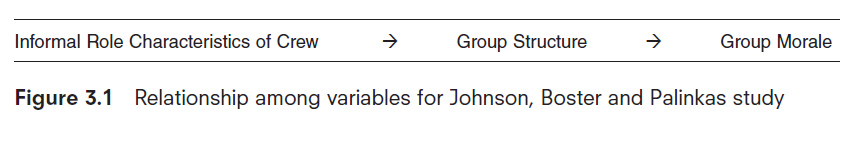 Informal Role Characteristics of Crew → Group Structure → Group Morale
Figure 3.1 Relationship among variables for Johnson, Boster and Palinkas study